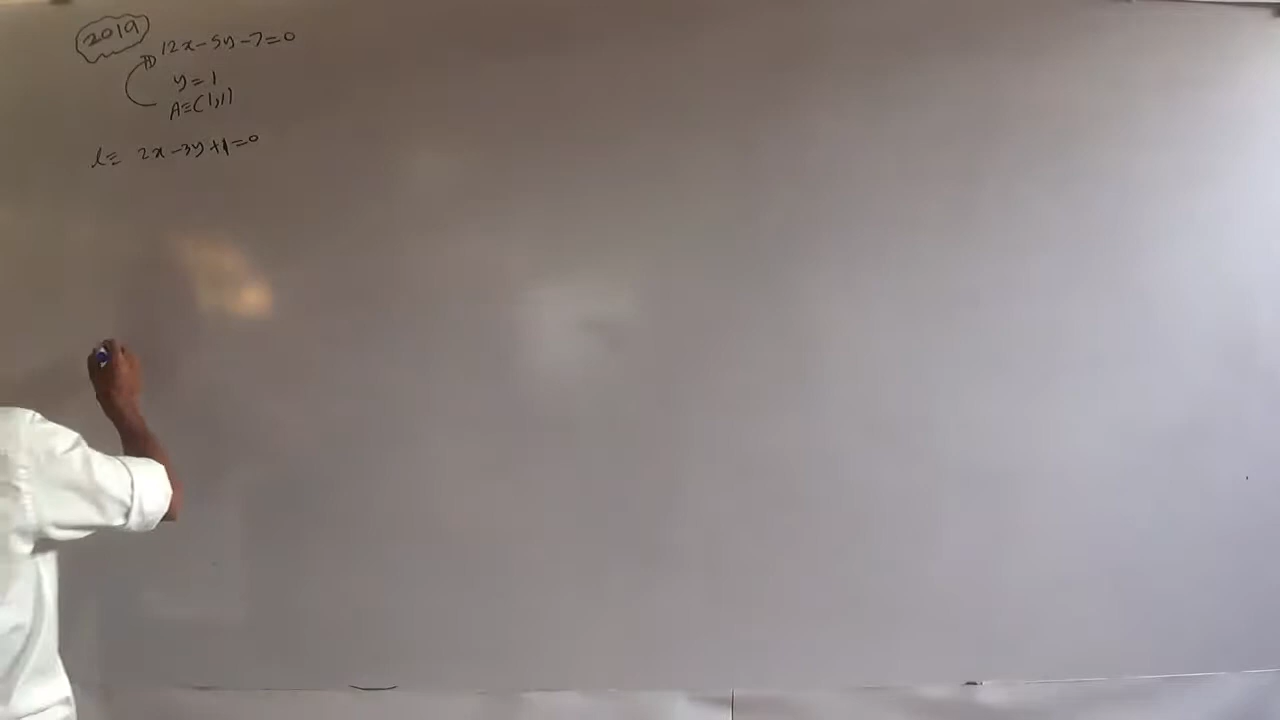 2019
12x-5y-7=0
y=1
A≡(1,1)
l≡ 2x-3y+1=0